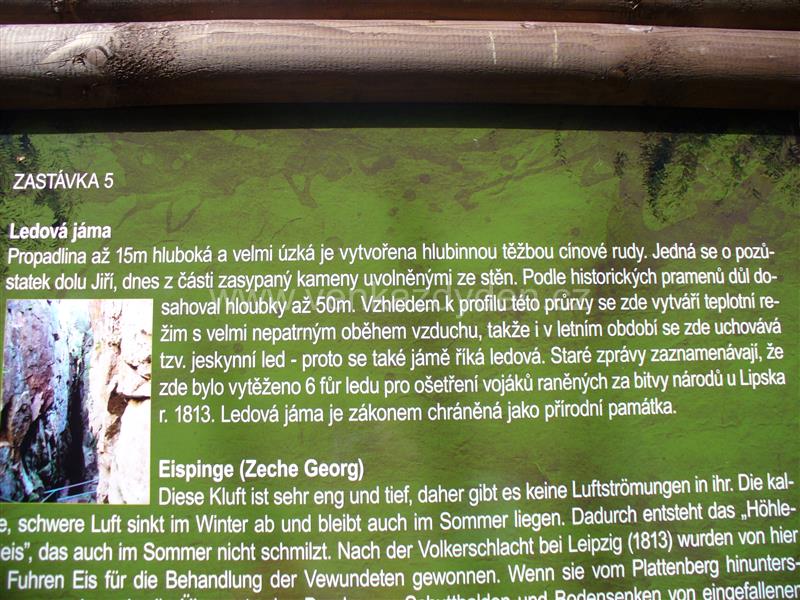 ZASTÁVKA 5
Ledová jáma
Propadlina až 15m hluboká a velmi úzká je vytvořena hlubinnou těžbou cínové rudy. Jedná se o pozů-
statek dolu Jiří, dnes z části zasypaný kameny uvolněnými ze stěn. Podle historických pramenů důl do-
sahoval hloubky až 50m. Vzhledem k profilu této průrvy se zde vytváří teplotní re-
žim s velmi nepatrným oběhem vzduchu, takže i v letním období se zde uchovává
tzv. jeskynní led - proto se také jámě říká ledová. Staré zprávy zaznamenávají, že
zde bylo vytěženo 6 fůr ledu pro ošetření vojáků raněných za bitvy národů u Lipska
r. 1813. Ledová jáma je zákonem chráněná jako přírodní památka.
Eispinge (Zeche Georg)
Diese Kluft ist sehr eng und tief, daher gibt es keine Luftströmungen in ihr. Die kal-
e, schwere Luft sinkt im Winter ab und bleibt auch im Sommer liegen. Dadurch entsteht das „Höhle-
eis", das auch im Sommer nicht schmilzt. Nach der Volkerschlacht bei Leipzig (1813) wurden von hier
Fuhren Eis für die Behandlung der Vewundeten gewonnen. Wenn sie vom Plattenberg hinunters-
Schutthalden und Bodensenken von eingefallener